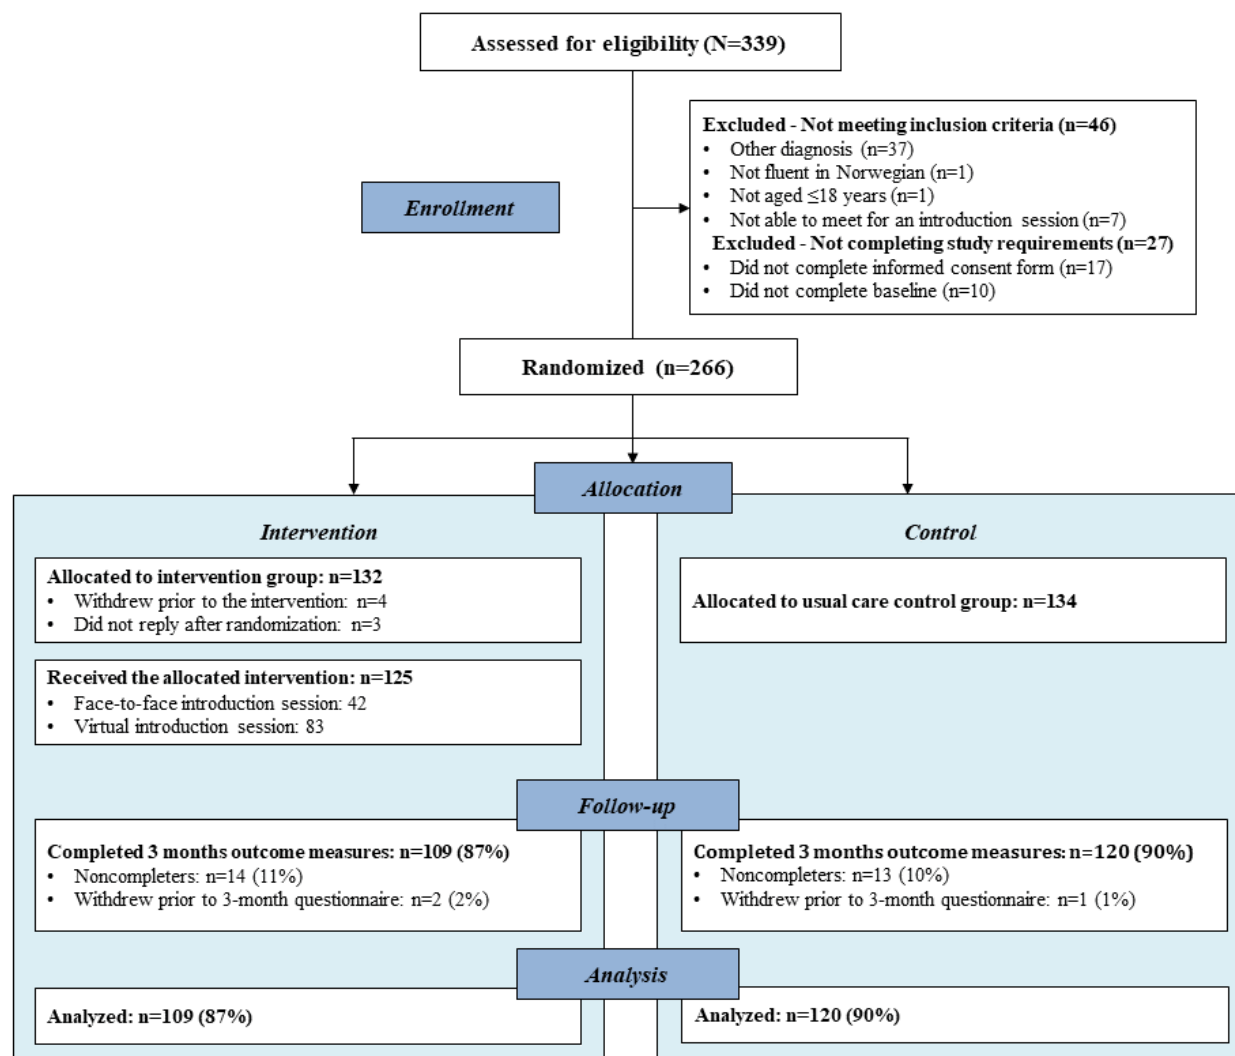 Assessed for eligibility (N=339)
Excluded - Not meeting inclusion criteria (n=46)
• Other diagnosis (n=37)
• Not fluent in Norwegian (n=1)
• Not aged ≤18 years (n=1)
• Not able to meet for an introduction session (n=7)
Excluded - Not completing study requirements (n=27)
• Did not complete informed consent form (n=17)
• Did not complete baseline (n=10)
Enrollment
Randomized (n=266)
Allocation
Intervention
Allocated to intervention group: n=132
• Withdrew prior to the intervention: n=4
• Did not reply after randomization: n=3
Received the allocated intervention: n=125
• Face-to-face introduction session: 42
• Virtual introduction session: 83
Control
Allocated to usual care control group: n=134
Follow-up
Completed 3 months outcome measures: n=109 (87%)
• Noncompleters: n=14 (11%)
• Withdrew prior to 3-month questionnaire: n=2 (2%)
Completed 3 months outcome measures: n=120 (90%)
• Noncompleters: n=13 (10%)
• Withdrew prior to 3-month questionnaire: n=1 (1%)
Analysis
Analyzed: n=109 (87%)
Analyzed: n=120 (90%)